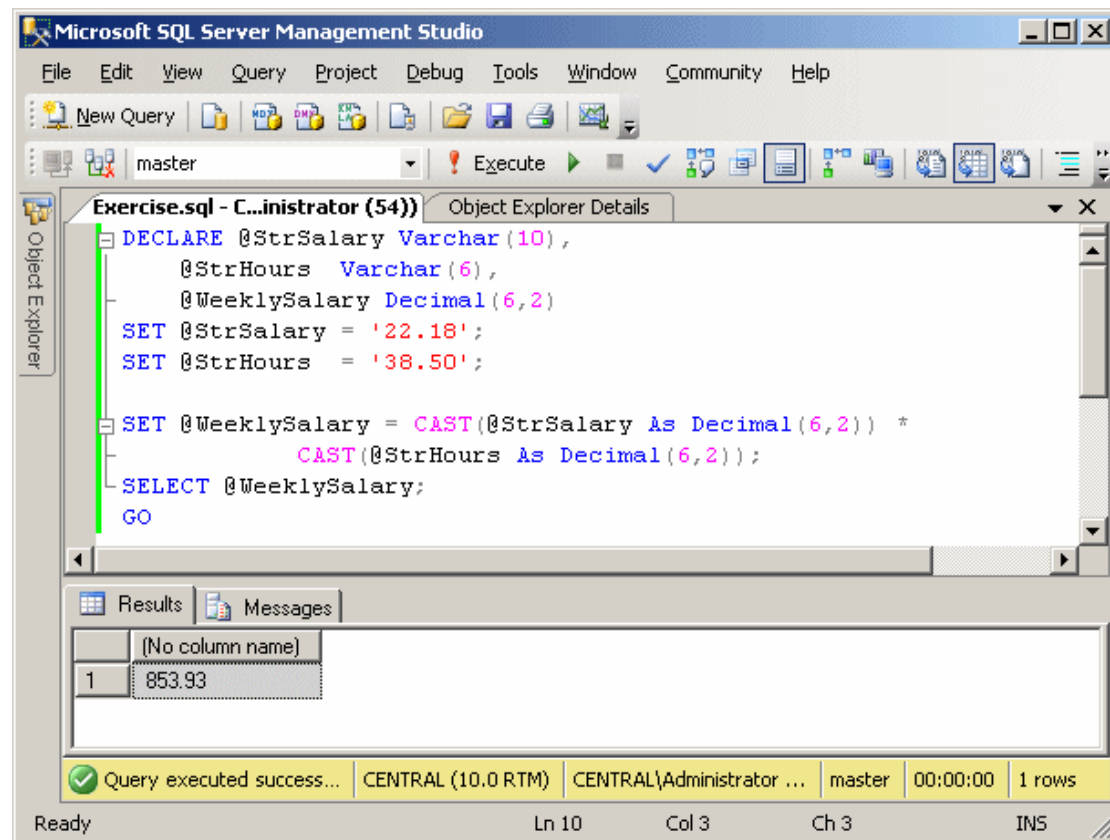 Microsoft SQL Server Management Studio
File Edit View Query Project Debug Tools Window Community Help
New Query
master Execute
Exercise.sql - C...inistrator (54)) Object Explorer Details
Object Explorer
DECLARE @StrSalary Varchar(10),
@StrHours Varchar(6),
@WeeklySalary Decimal(6,2)
SET @StrSalary = '22.18';
SET @StrHours = '38.50';
SET @WeeklySalary = CAST(@StrSalary As Decimal(6,2)) *
CAST(@StrHours As Decimal(6,2));
SELECT @WeeklySalary;
GO
Results Messages
(No column name)
1 853.93
Query executed success... CENTRAL (10.0 RTM) CENTRAL\Administrator ... master 00:00:00 1 rows
Ready Ln 10 Col 3 Ch 3 INS